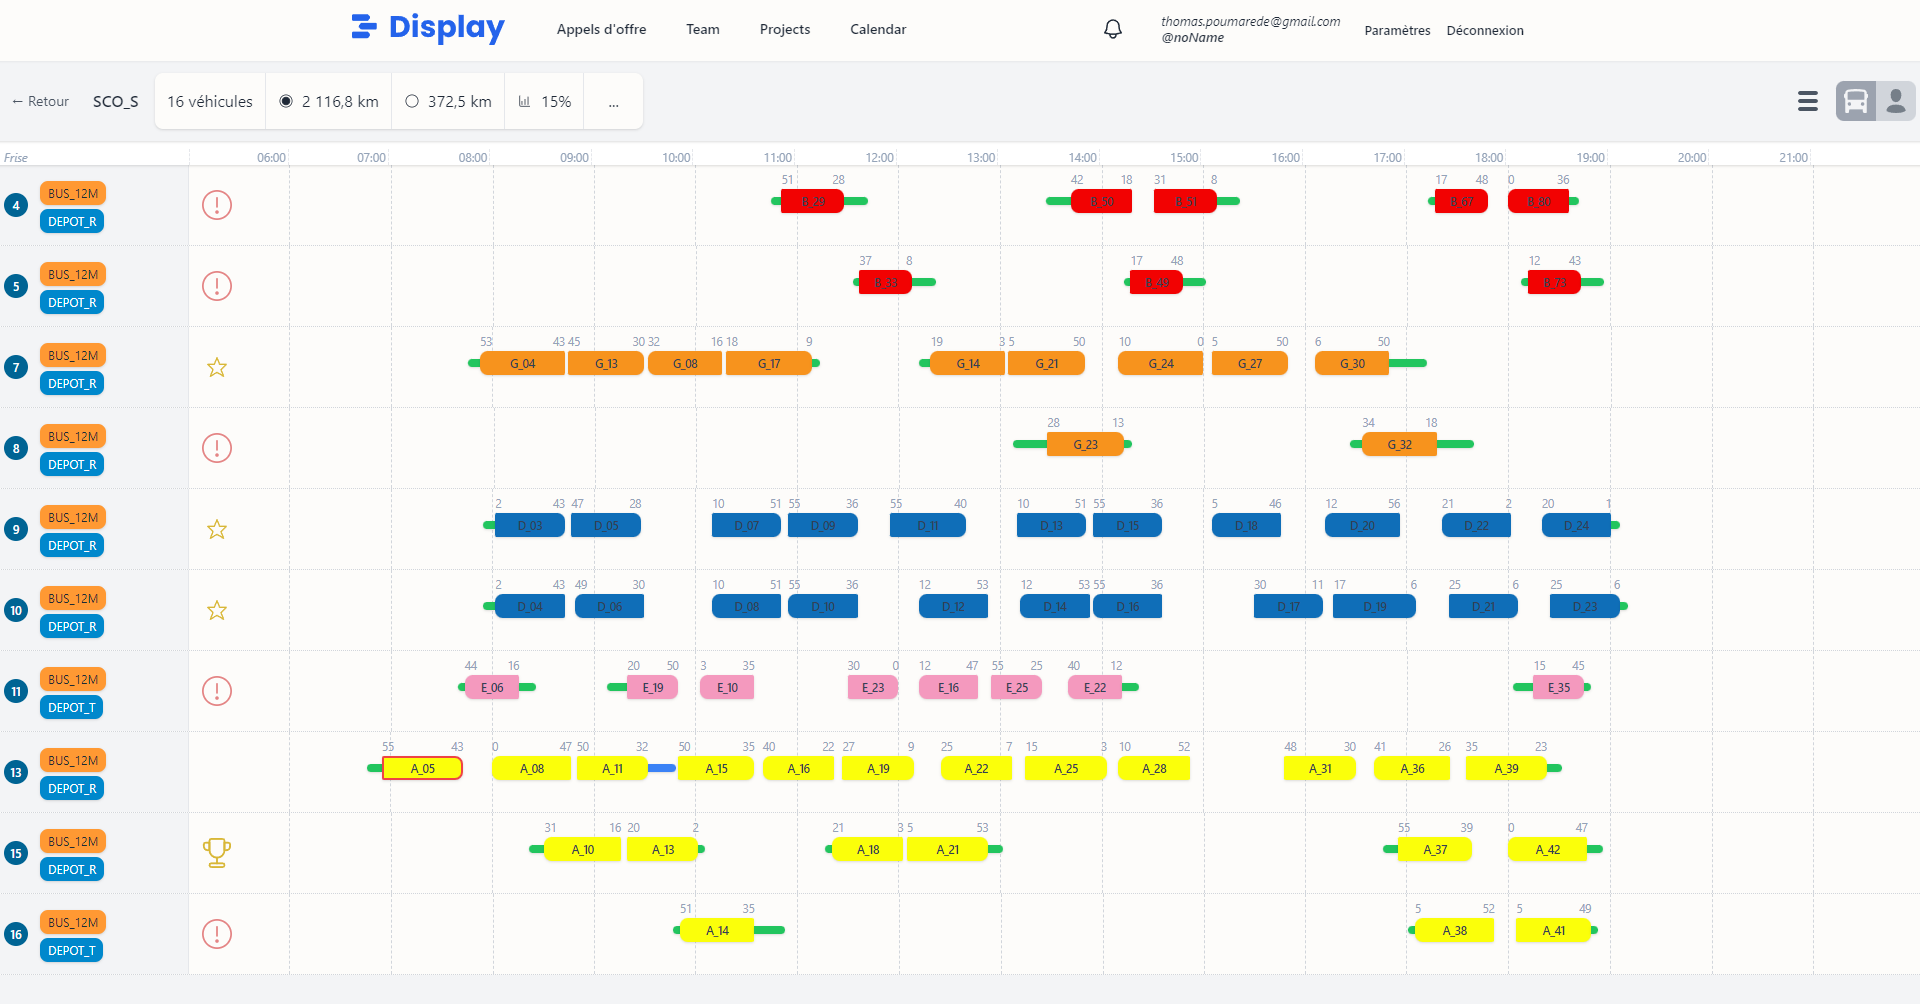 Display
Appels d'offre Team Projects Calendar
thomas.poumarede@gmail.com
@noName
Paramètres Déconnexion
← Retour SCO_S 16 véhicules 2 116,8 km 372,5 km 15% ...
Frise 06:00 07:00 08:00 09:00 10:00 11:00 12:00 13:00 14:00 15:00 16:00 17:00 18:00 19:00 20:00 21:00
51 28 42 18 31 8 17 48 0 36
4 BUS_12M B_29 B_50 B_51 B_67 B_80
DEPOT_R
37 8 17 48 12 43
5 BUS_12M B_33 B_49 B_73
DEPOT_R
53 43 45 30 32 16 18 9 19 3 5 50 10 0 5 50 6 50
7 BUS_12M G_04 G_13 G_08 G_17 G_14 G_21 G_24 G_27 G_30
DEPOT_R
28 13 34 18
8 BUS_12M G_23 G_32
DEPOT_R
2 43 47 28 10 51 55 36 55 40 10 51 55 36 5 46 12 56 21 2 20 1
9 BUS_12M D_03 D_05 D_07 D_09 D_11 D_13 D_15 D_18 D_20 D_22 D_24
DEPOT_R
2 43 49 30 10 51 55 36 12 53 12 53 55 36 30 11 17 6 25 6 25 6
10 BUS_12M D_04 D_06 D_08 D_10 D_12 D_14 D_16 D_17 D_19 D_21 D_23
DEPOT_R
44 16 20 50 3 35 30 0 12 47 55 25 40 12 15 45
11 BUS_12M E_06 E_19 E_10 E_23 E_16 E_25 E_22 E_35
DEPOT_T
55 43 0 47 50 32 50 35 40 22 27 9 25 7 15 3 10 52 48 30 41 26 35 23
13 BUS_12M A_05 A_08 A_11 A_15 A_16 A_19 A_22 A_25 A_28 A_31 A_36 A_39
DEPOT_R
31 16 20 2 21 3 5 53 55 39 0 47
15 BUS_12M A_10 A_13 A_18 A_21 A_37 A_42
DEPOT_R
51 35 5 52 5 49
16 BUS_12M A_14 A_38 A_41
DEPOT_T